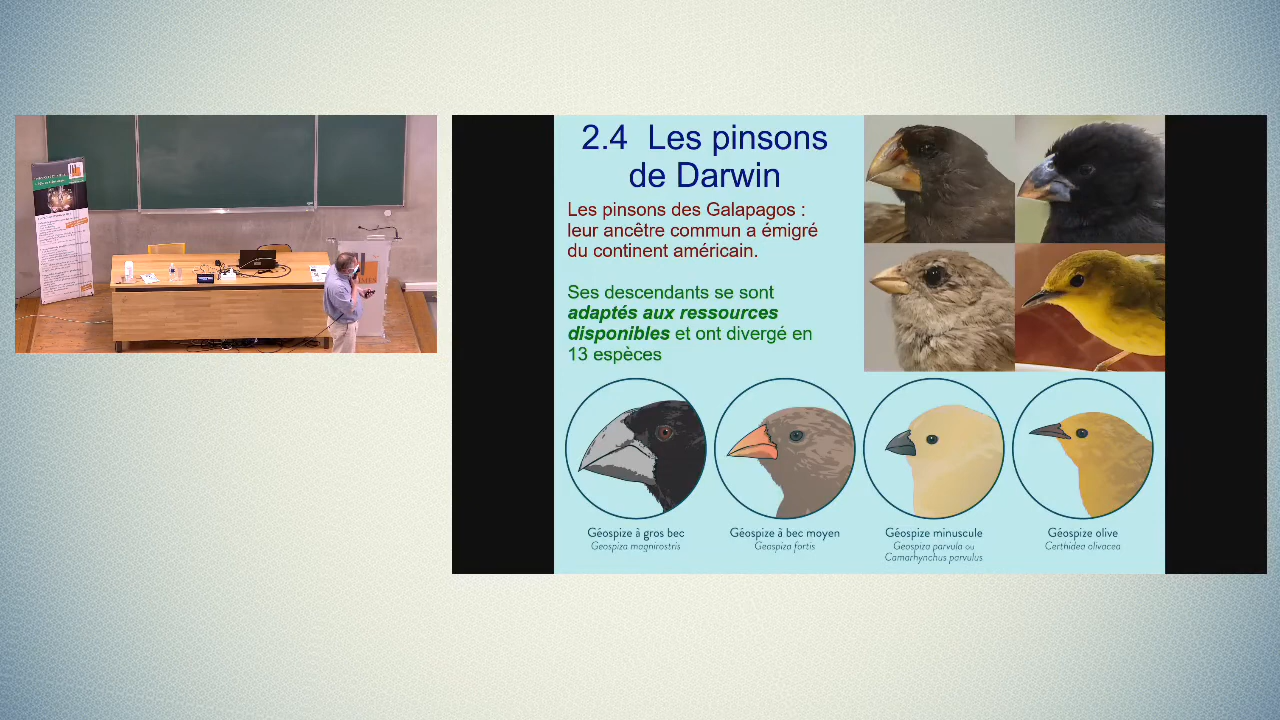 2.4 Les pinsons
de Darwin
Les pinsons des Galapagos :
leur ancêtre commun a émigré
du continent américain.
Ses descendants se sont
adaptés aux ressources
disponibles et ont divergé en
13 espèces
Géospize à gros bec
Geospiza magnirostris
Géospize à bec moyen
Geospiza fortis
Géospize minuscule
Geospiza parvula ou
Camarhynchus parvulus
Géospize olive
Certhidea olivacea